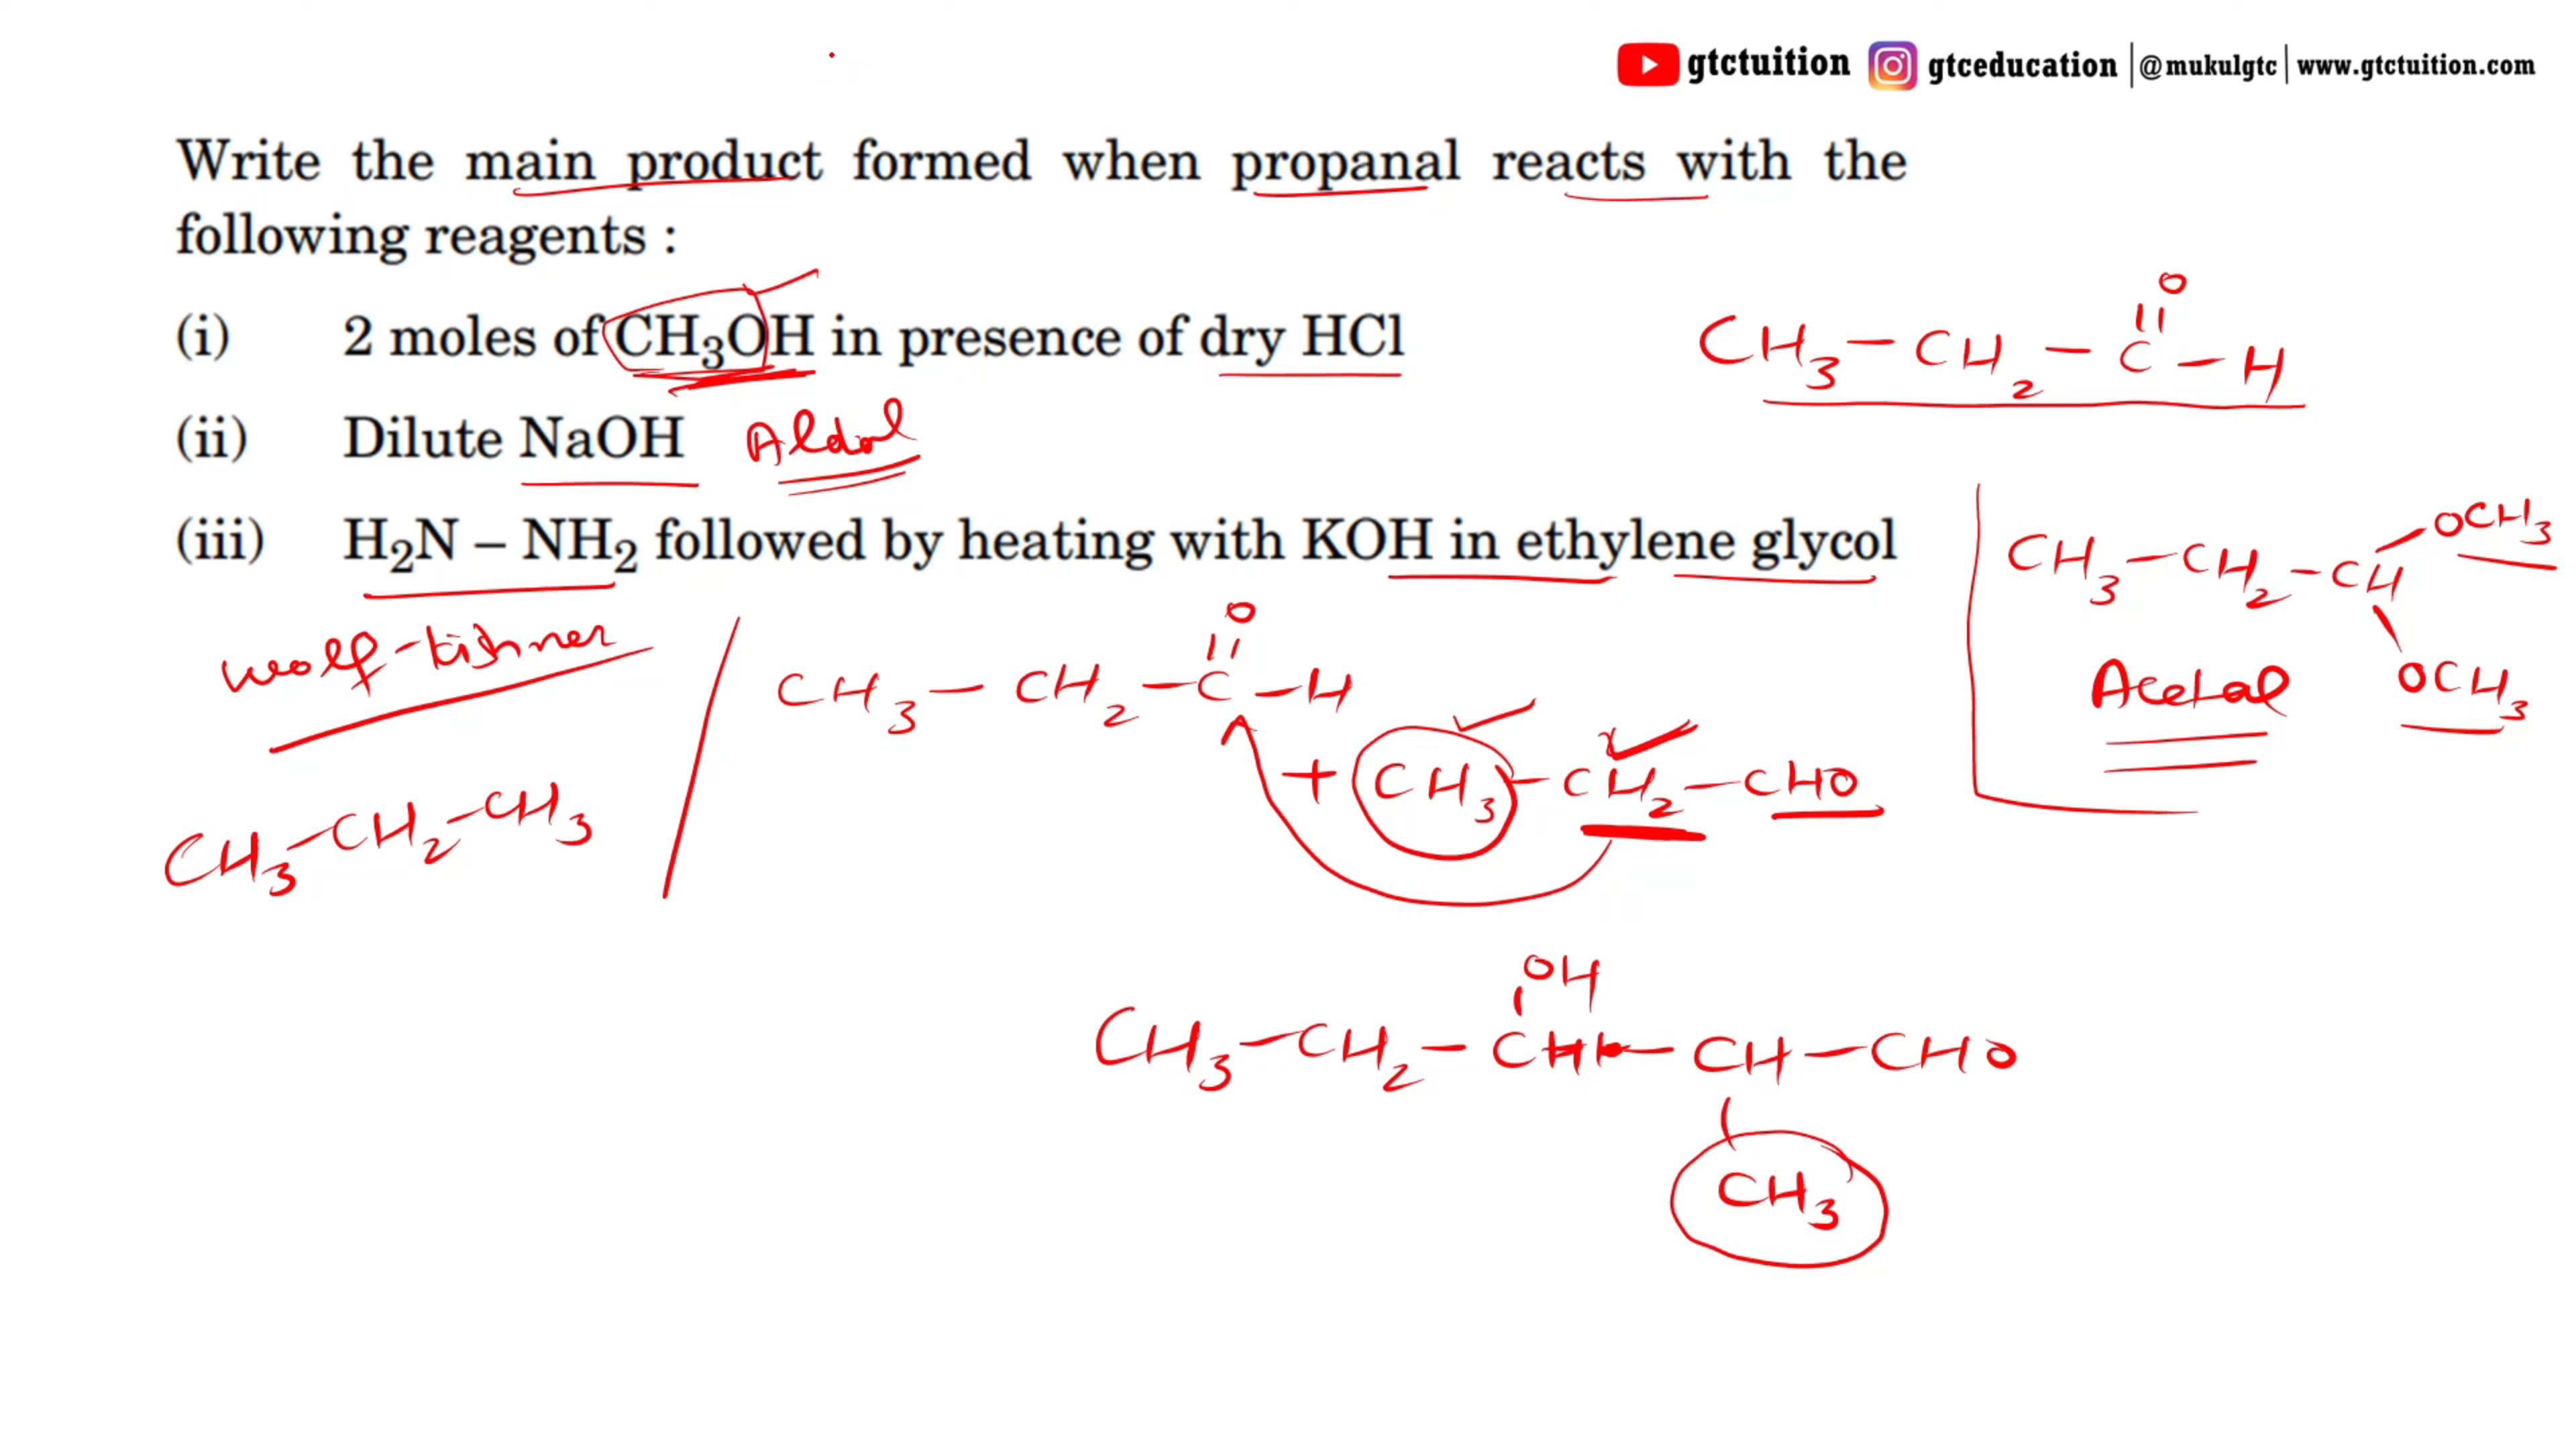 gtctuition gtceducation |@mukulgtc| www.gtctuition.com
Write the main product formed when propanal reacts with the
following reagents :
(i) 2 moles of CH₃OH in presence of dry HCl
(ii) Dilute NaOH Aldol
(iii) H₂N – NH₂ followed by heating with KOH in ethylene glycol
O
||
CH₃ – CH₂ – C – H
OCH₃
CH₃ – CH₂ – CH
OCH₃
Acetal
wolf-kishner
CH₃–CH₂–CH₃
O
||
CH₃ – CH₂ – C – H
+ CH₃ – CH₂ – CHO
OH
CH₃ – CH₂ – CH – CH – CHO
CH₃